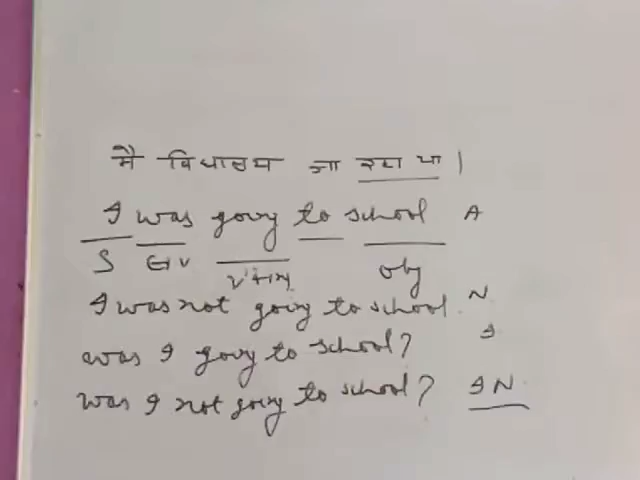 मै विधालय जा रहा था।
I was going to school A
S H V V¹+ing obj
I was not going to school. N
was I going to school? I
was I not going to school? IN